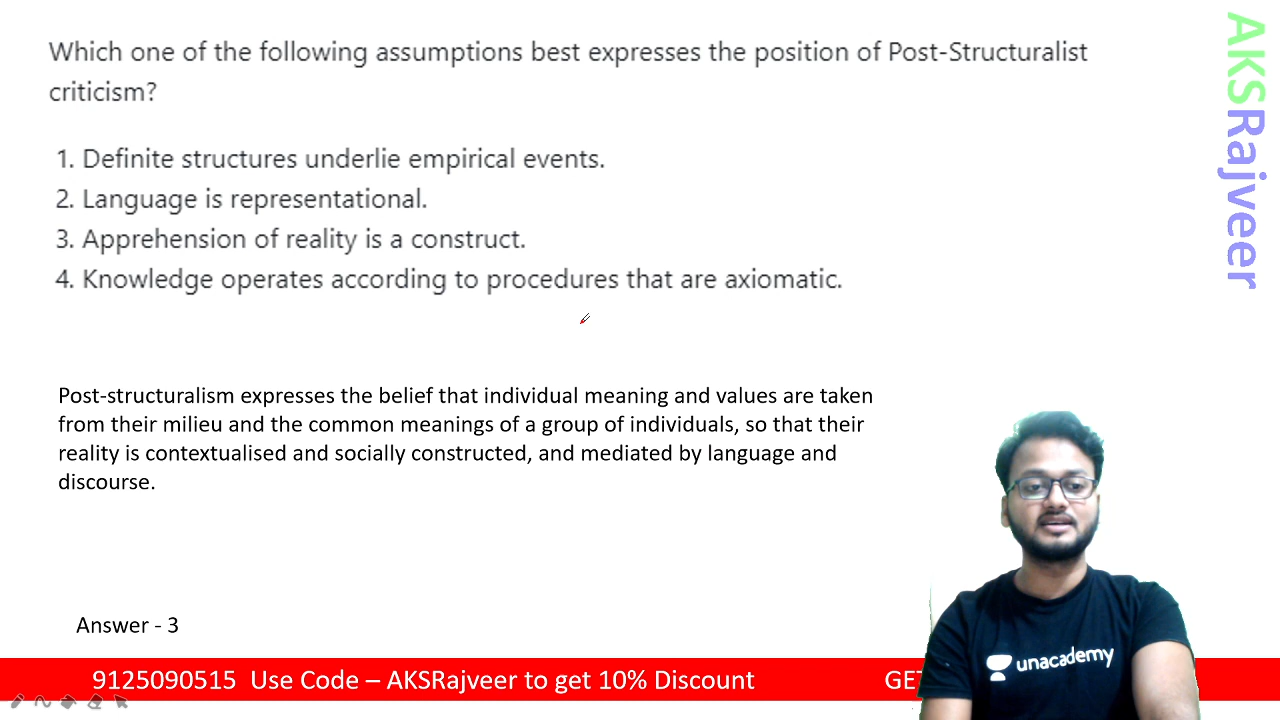 Which one of the following assumptions best expresses the position of Post-Structuralist
criticism?
1. Definite structures underlie empirical events.
2. Language is representational.
3. Apprehension of reality is a construct.
4. Knowledge operates according to procedures that are axiomatic.
Post-structuralism expresses the belief that individual meaning and values are taken
from their milieu and the common meanings of a group of individuals, so that their
reality is contextualised and socially constructed, and mediated by language and
discourse.
Answer - 3
9125090515 Use Code – AKSRajveer to get 10% Discount
GET
AKSRajveer
unacademy